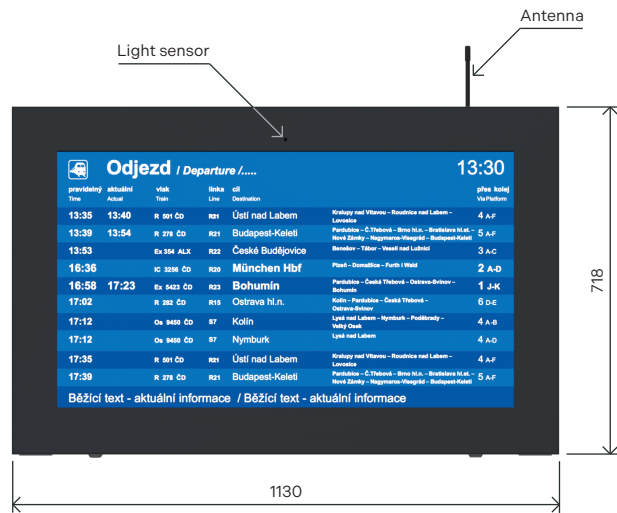 Antenna
Light sensor
Odjezd / Departure /.....
13:30
pravidelný aktuální vlak linka cíl přes kolej
Time Actual Train Line Destination Via Platform
13:35 13:40 R 501 ČD R21 Ústí nad Labem Kralupy nad Vltavou – Roudnice nad Labem – Lovosice 4 A-F
13:39 13:54 R 278 ČD R21 Budapest-Keleti Pardubice – Č.Třebová – Brno hl.n. – Bratislava hl.st. – Nové Zámky – Nagymaros-Visegrád – Budapest-Keleti 5 A-F
13:53 Ex 354 ALX R22 České Budějovice Benešov – Tábor – Veselí nad Lužnicí 3 A-C
16:36 IC 3256 ČD R20 München Hbf Plzeň – Domažlice – Furth i Wald 2 A-D
16:58 17:23 Ex 5423 ČD R23 Bohumín Pardubice – Česká Třebová – Ostrava-Svinov – Bohumín 1 J-K
17:02 R 282 ČD R15 Ostrava hl.n. Kolín – Pardubice – Česká Třebová – Ostrava-Svinov 6 D-E
17:12 Os 9450 ČD S7 Kolín Lysá nad Labem – Nymburk – Poděbrady – Velký Osek 4 A-B
17:12 Os 9450 ČD S7 Nymburk Lysá nad Labem 4 A-D
17:35 R 501 ČD R21 Ústí nad Labem Kralupy nad Vltavou – Roudnice nad Labem – Lovosice 4 A-F
17:39 R 278 ČD R21 Budapest-Keleti Pardubice – Č.Třebová – Brno hl.n. – Bratislava hl.st. – Nové Zámky – Nagymaros-Visegrád – Budapest-Keleti 5 A-F
Běžící text - aktuální informace / Běžící text - aktuální informace
718
1130